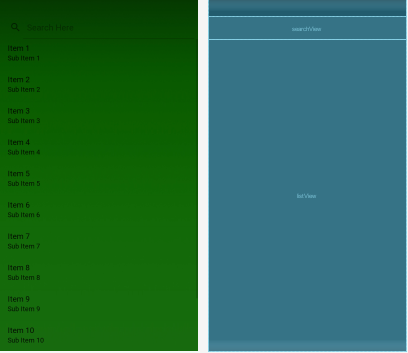 Search Here
Item 1
Sub Item 1
Item 2
Sub Item 2
Item 3
Sub Item 3
Item 4
Sub Item 4
Item 5
Sub Item 5
Item 6
Sub Item 6
Item 7
Sub Item 7
Item 8
Sub Item 8
Item 9
Sub Item 9
Item 10
Sub Item 10
searchView
listView